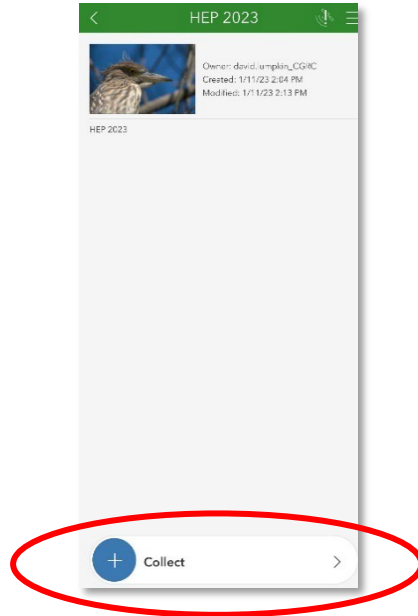 HEP 2023
Owner: david.lumpkin_CGRC
Created: 1/11/23 2:04 PM
Modified: 1/11/23 2:13 PM
HEP 2023
Collect